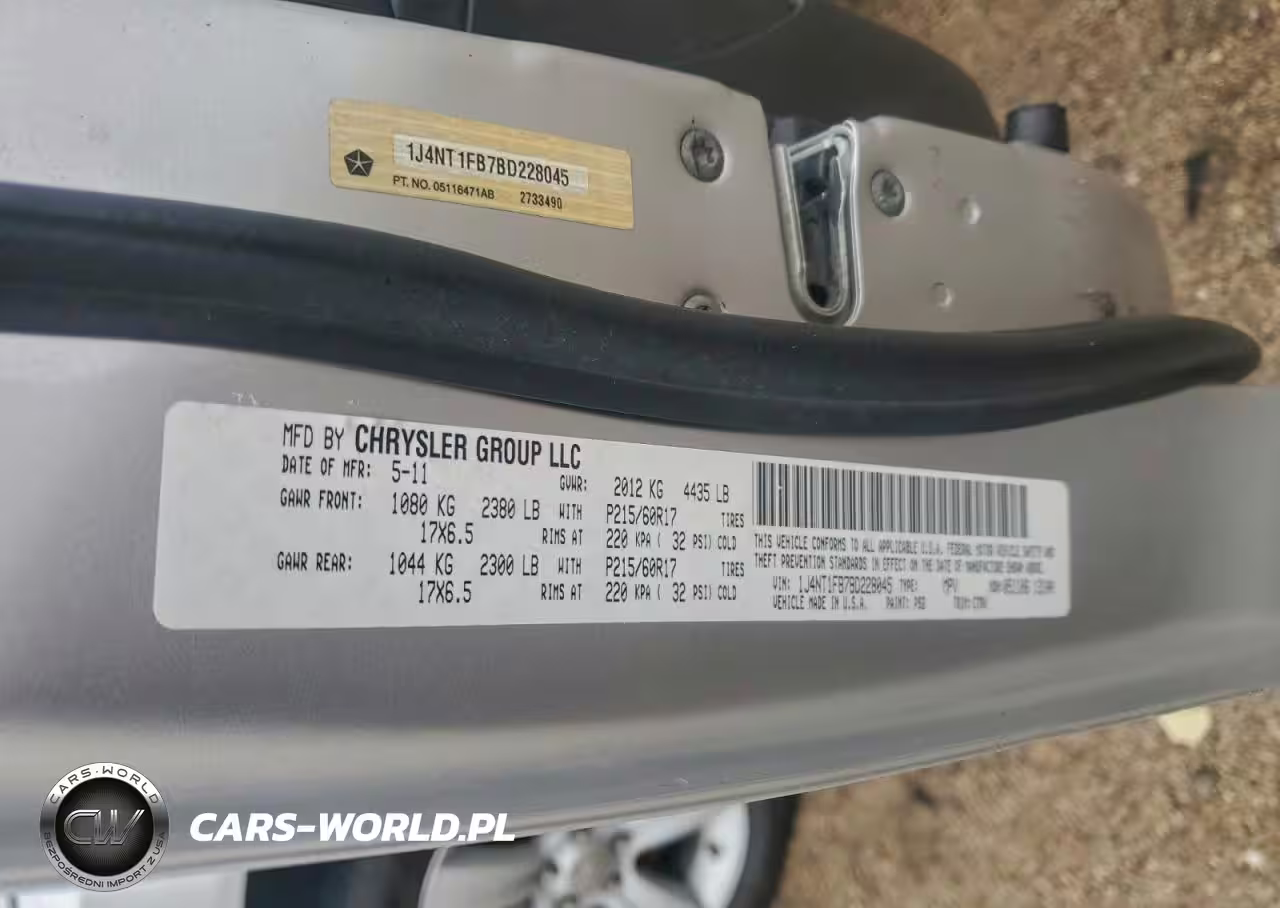 1J4NT1FB7BD228045
PT. NO. 05116471AB 2733490
MFD BY CHRYSLER GROUP LLC
DATE OF MFR: 5-11 GVWR: 2012 KG 4435 LB
GAWR FRONT: 1080 KG 2380 LB WITH P215/60R17 TIRES
17X6.5 RIMS AT 220 KPA ( 32 PSI) COLD
GAWR REAR: 1044 KG 2300 LB WITH P215/60R17 TIRES
17X6.5 RIMS AT 220 KPA ( 32 PSI) COLD
THIS VEHICLE CONFORMS TO ALL APPLICABLE U.S.A. FEDERAL MOTOR VEHICLE SAFETY AND
THEFT PREVENTION STANDARDS IN EFFECT ON THE DATE OF MANUFACTURE SHOWN ABOVE.
VIN: 1J4NT1FB7BD228045 TYPE: MPV MDH:
VEHICLE MADE IN U.S.A. PAINT: PSD TRIM:
CARS-WORLD
CW
BEZPOŚREDNI IMPORT Z USA
CARS-WORLD.PL